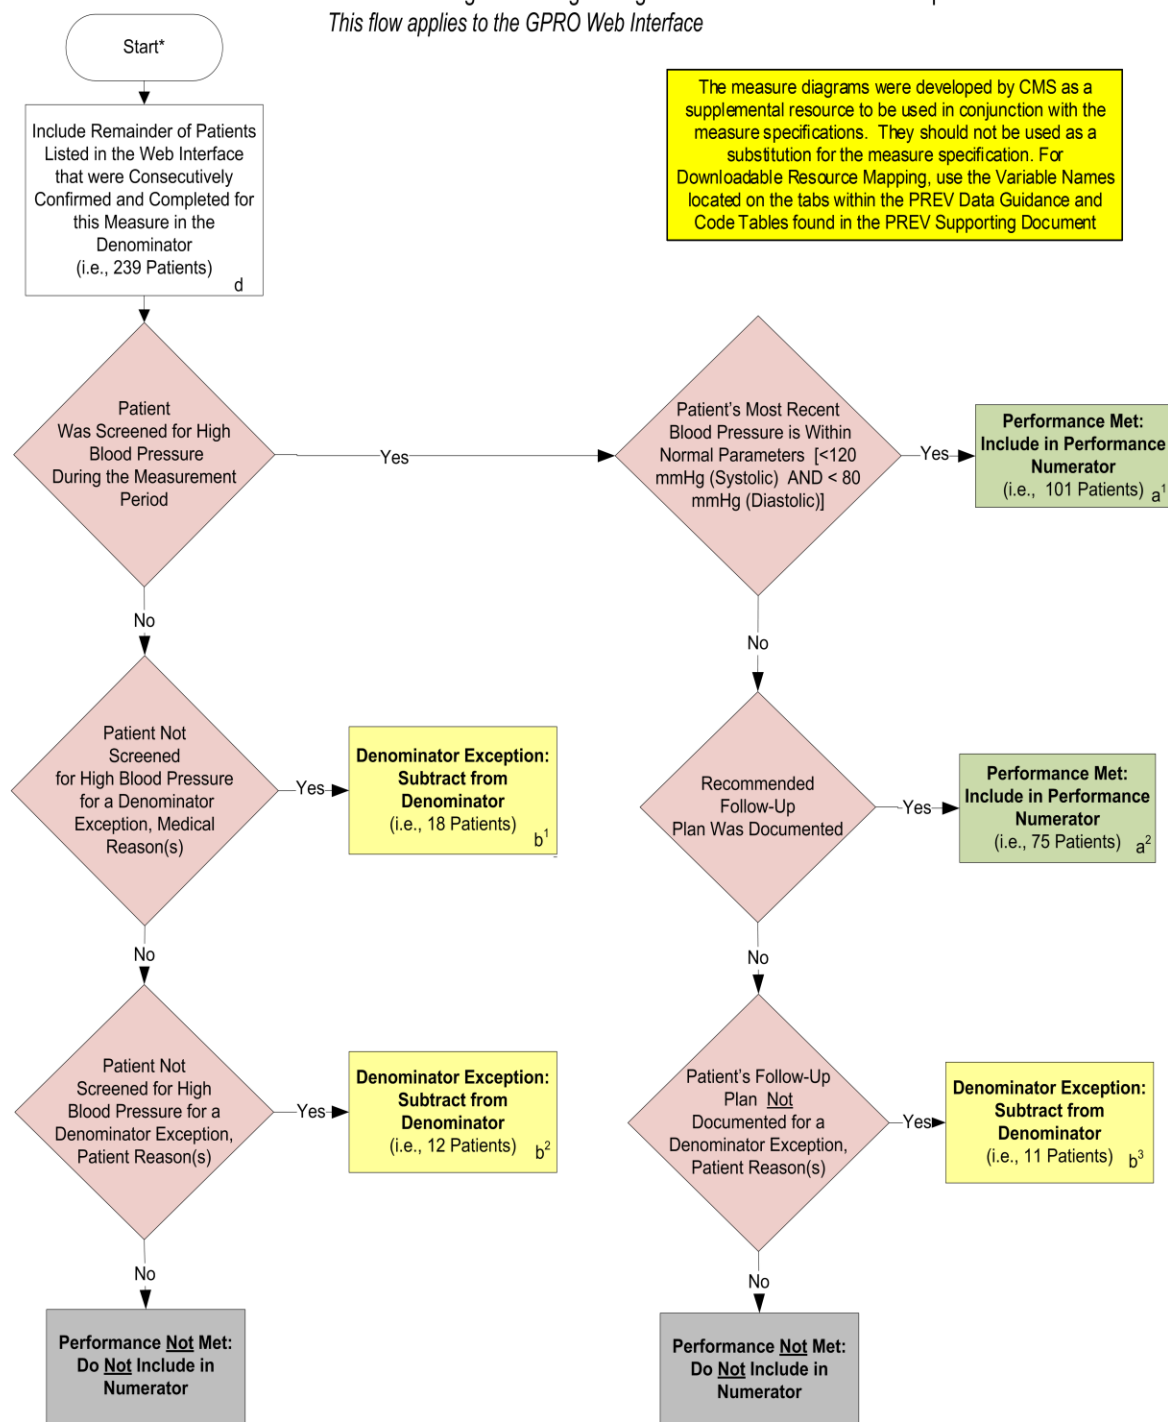 This flow applies to the GPRO Web Interface
Start*
The measure diagrams were developed by CMS as a
supplemental resource to be used in conjunction with the
measure specifications. They should not be used as a
substitution for the measure specification. For
Downloadable Resource Mapping, use the Variable Names
located on the tabs within the PREV Data Guidance and
Code Tables found in the PREV Supporting Document
Include Remainder of Patients
Listed in the Web Interface
that were Consecutively
Confirmed and Completed for
this Measure in the
Denominator
(i.e., 239 Patients)
d
Patient
Was Screened for High
Blood Pressure
During the Measurement
Period
Yes
Patient's Most Recent
Blood Pressure is Within
Normal Parameters [<120
mmHg (Systolic) AND < 80
mmHg (Diastolic)]
Yes
Performance Met:
Include in Performance
Numerator
(i.e., 101 Patients) a¹
No
No
Patient Not
Screened
for High Blood Pressure
for a Denominator
Exception, Medical
Reason(s)
Yes
Denominator Exception:
Subtract from
Denominator
(i.e., 18 Patients)
b¹
Recommended
Follow-Up
Plan Was Documented
Yes
Performance Met:
Include in Performance
Numerator
(i.e., 75 Patients) a²
No
No
Patient Not
Screened for High
Blood Pressure for a
Denominator Exception,
Patient Reason(s)
Yes
Denominator Exception:
Subtract from
Denominator
(i.e., 12 Patients) b²
Patient's Follow-Up
Plan Not
Documented for a
Denominator Exception,
Patient Reason(s)
Yes
Denominator Exception:
Subtract from
Denominator
(i.e., 11 Patients) b³
No
No
Performance Not Met:
Do Not Include in
Numerator
Performance Not Met:
Do Not Include in
Numerator